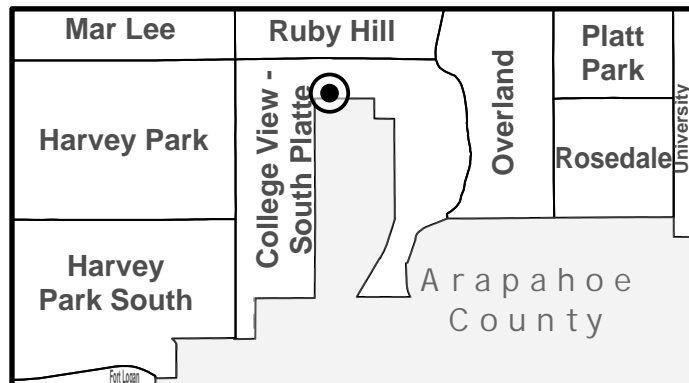 Mar Lee
Ruby Hill
Platt
Park
Harvey Park
College View -
South Platte
Overland
Rosedale
University
Harvey
Park South
Arapahoe
County
Fort Logan